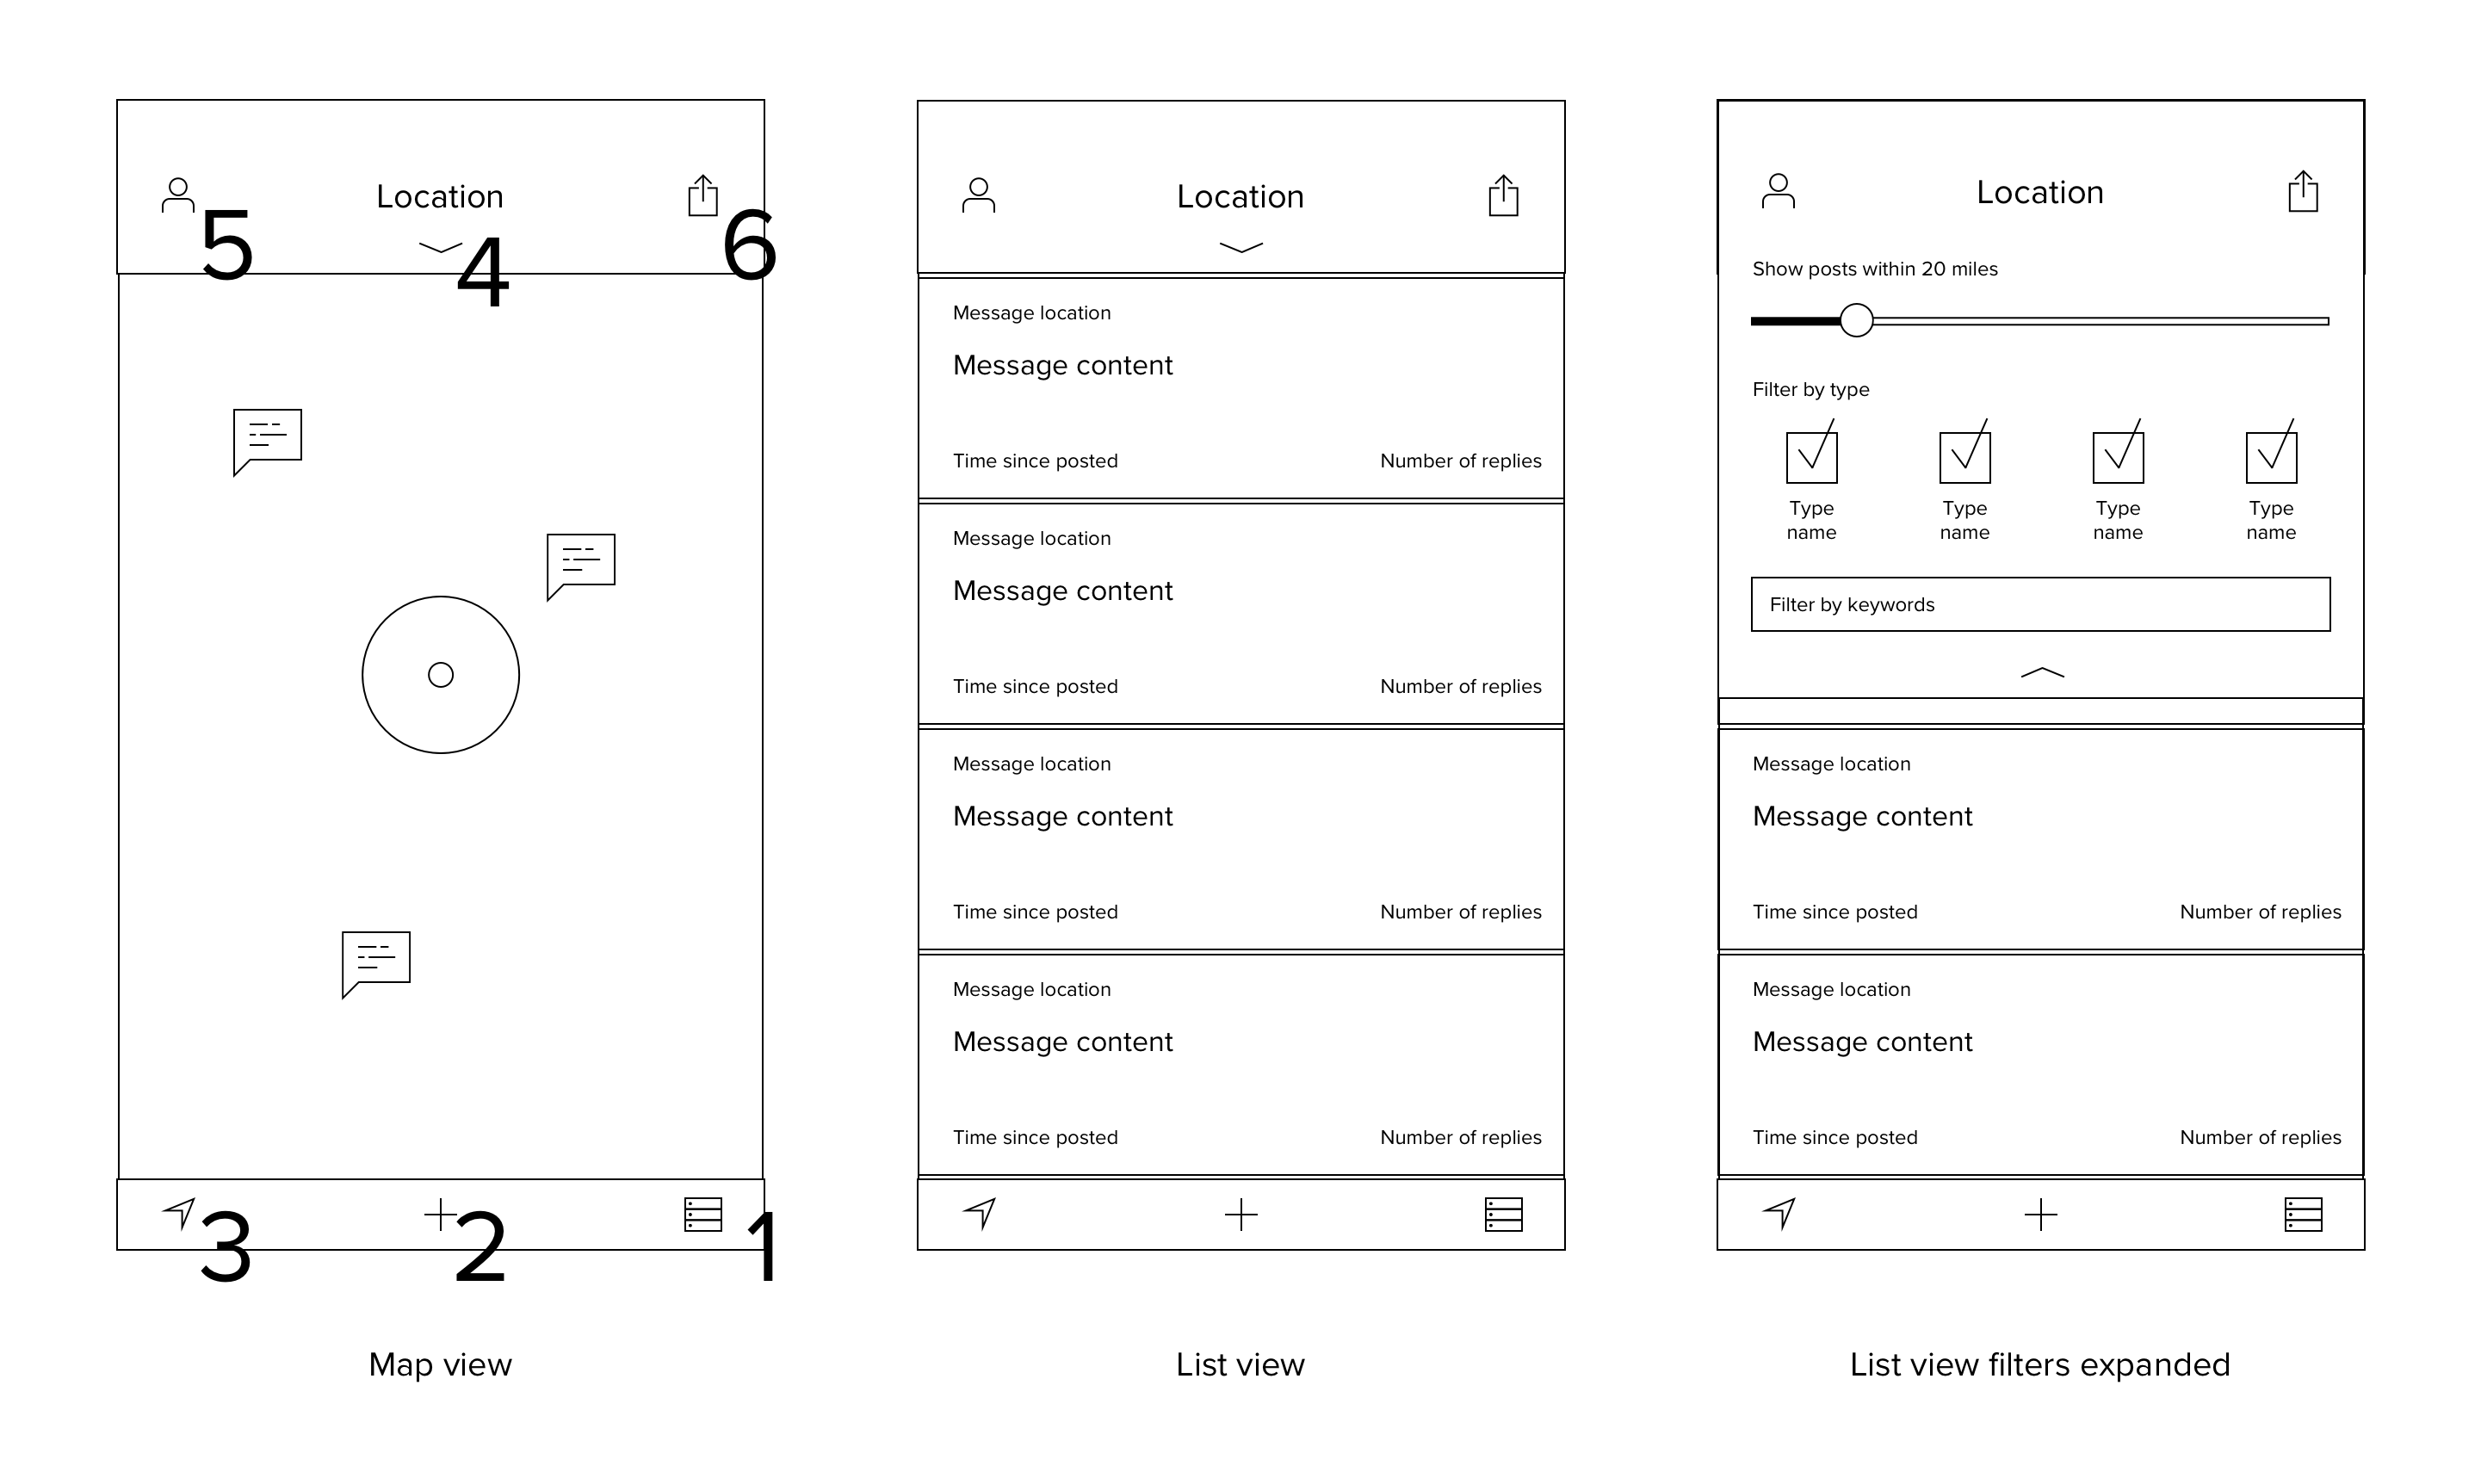 Location
5
4
6
3
2
1
Map view
Location
Message location
Message content
Time since posted
Number of replies
Message location
Message content
Time since posted
Number of replies
Message location
Message content
Time since posted
Number of replies
Message location
Message content
Time since posted
Number of replies
List view
Location
Show posts within 20 miles
Filter by type
Type
name
Type
name
Type
name
Type
name
Filter by keywords
Message location
Message content
Time since posted
Number of replies
Message location
Message content
Time since posted
Number of replies
List view filters expanded